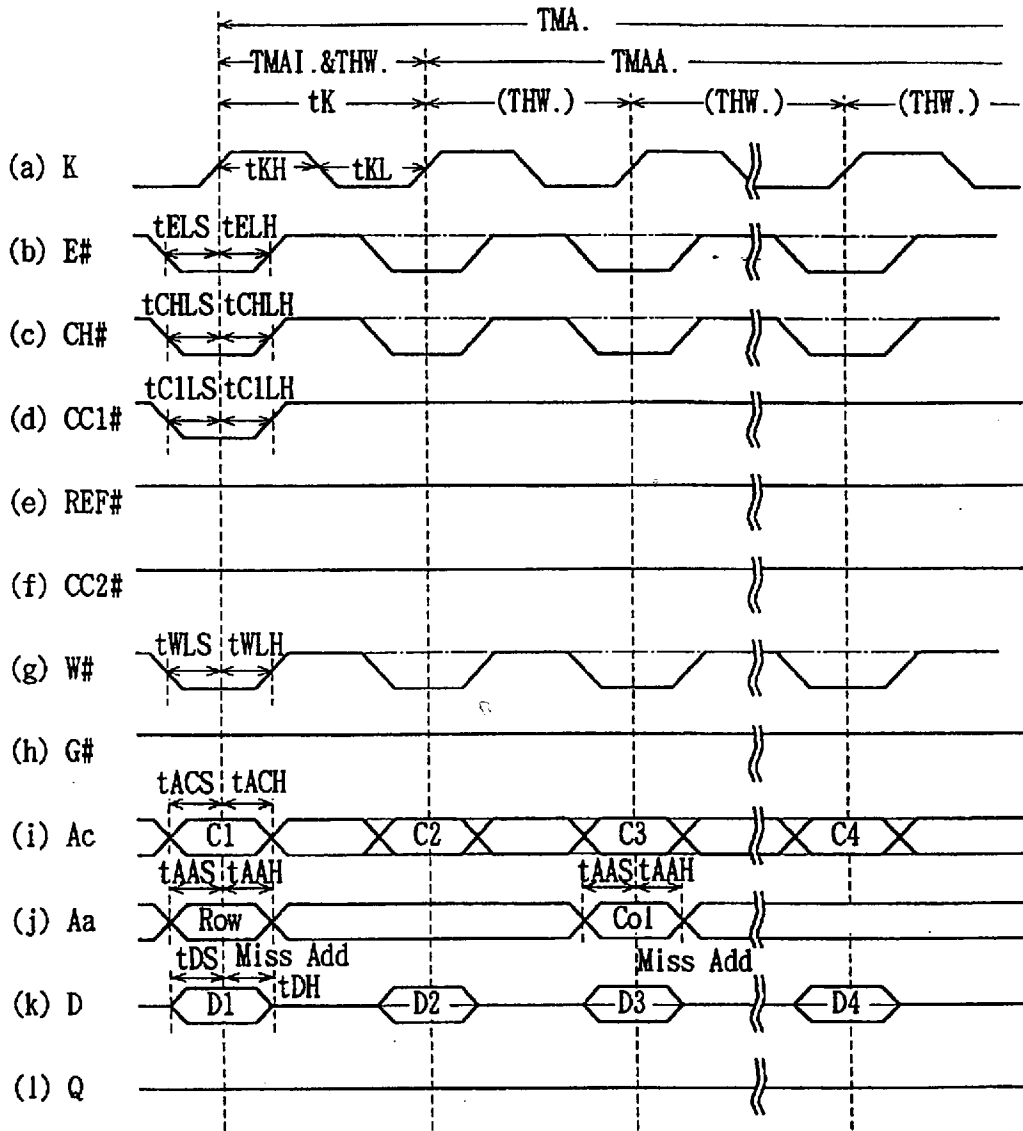 TMA.
TMAI.&THW. TMAA.
tK (THW.) (THW.) (THW.)
(a) K tKH tKL
tELS tELH
(b) E#
tCHLS tCHLH
(c) CH#
tC1LS tC1LH
(d) CC1#
(e) REF#
(f) CC2#
tWLS tWLH
(g) W#
(h) G#
tACS tACH
(i) Ac C1 C2 C3 C4
tAAS tAAH tAAS tAAH
(j) Aa Row Col
tDS Miss Add Miss Add
tDH
(k) D D1 D2 D3 D4
(l) Q